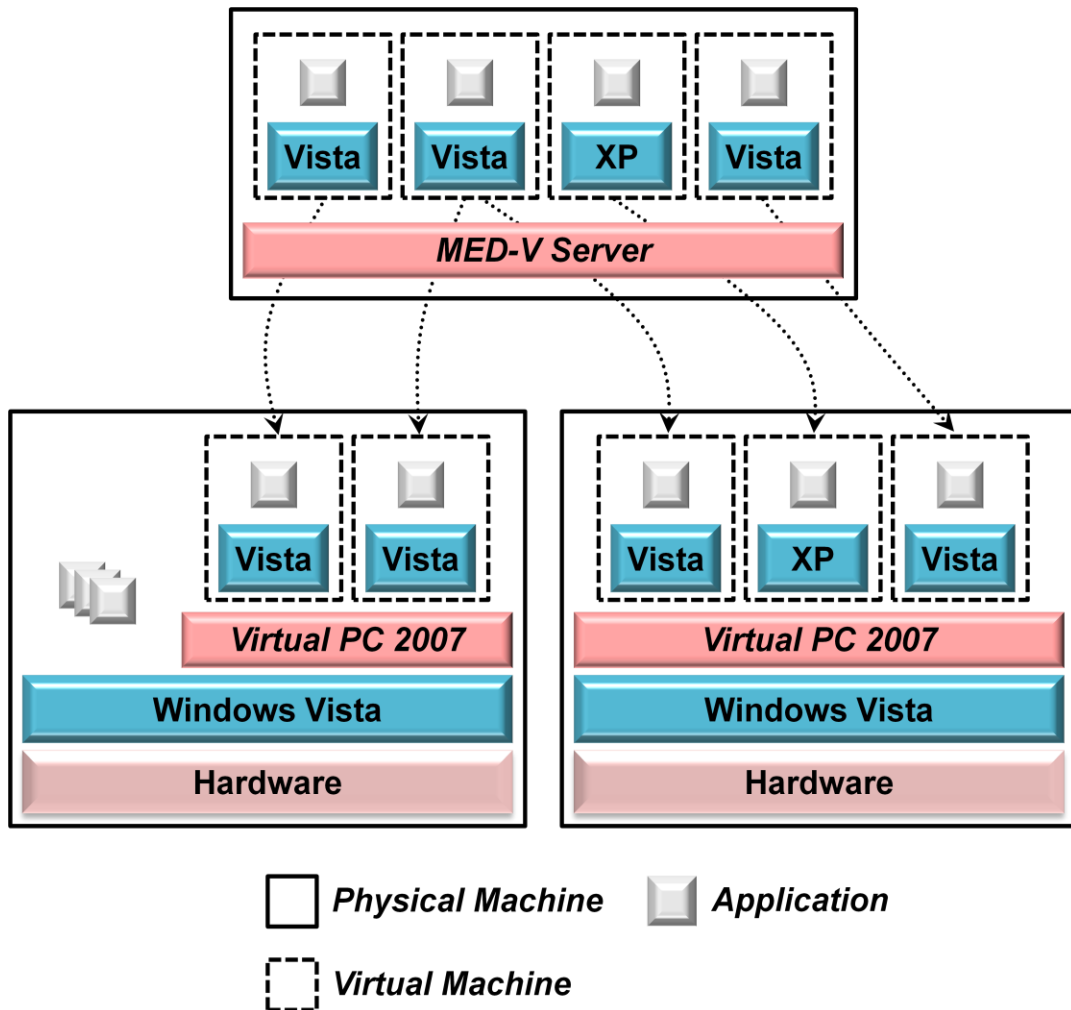 Vista
Vista
XP
Vista
MED-V Server
Vista
Vista
Virtual PC 2007
Windows Vista
Hardware
Vista
XP
Vista
Virtual PC 2007
Windows Vista
Hardware
Physical Machine
Application
Virtual Machine